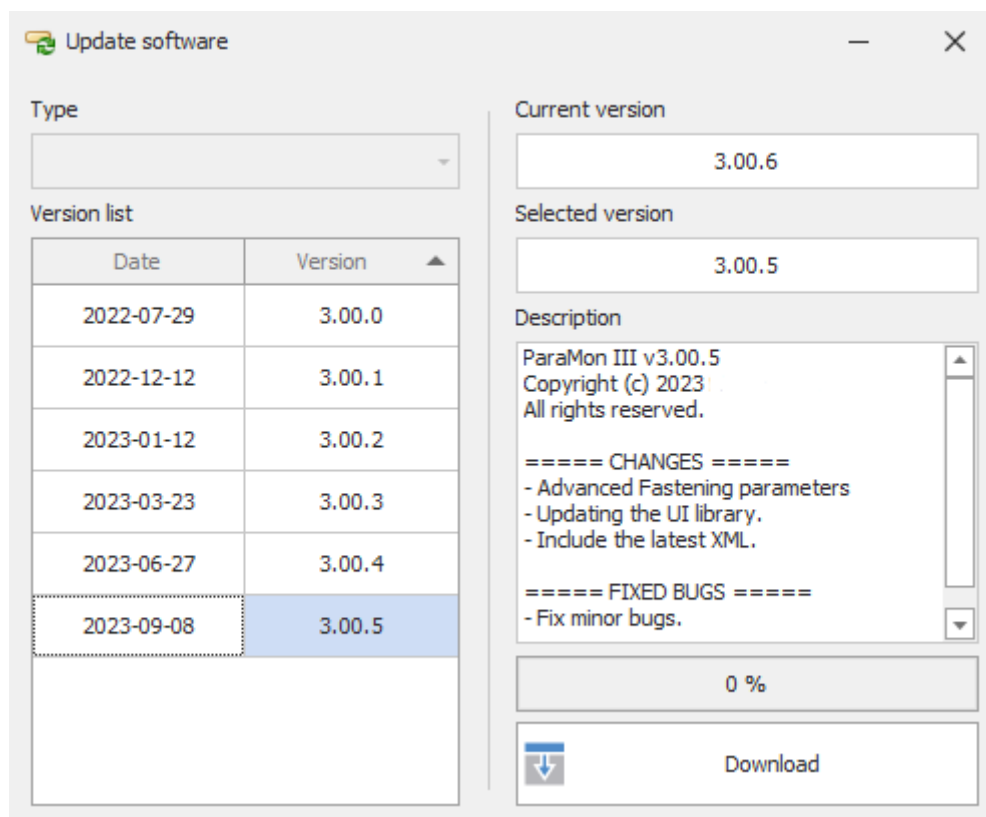 Update software
Type
Version list
Date Version
2022-07-29 3.00.0
2022-12-12 3.00.1
2023-01-12 3.00.2
2023-03-23 3.00.3
2023-06-27 3.00.4
2023-09-08 3.00.5
Current version
3.00.6
Selected version
3.00.5
Description
ParaMon III v3.00.5
Copyright (c) 2023
All rights reserved.
===== CHANGES =====
- Advanced Fastening parameters
- Updating the UI library.
- Include the latest XML.
===== FIXED BUGS =====
- Fix minor bugs.
0 %
Download